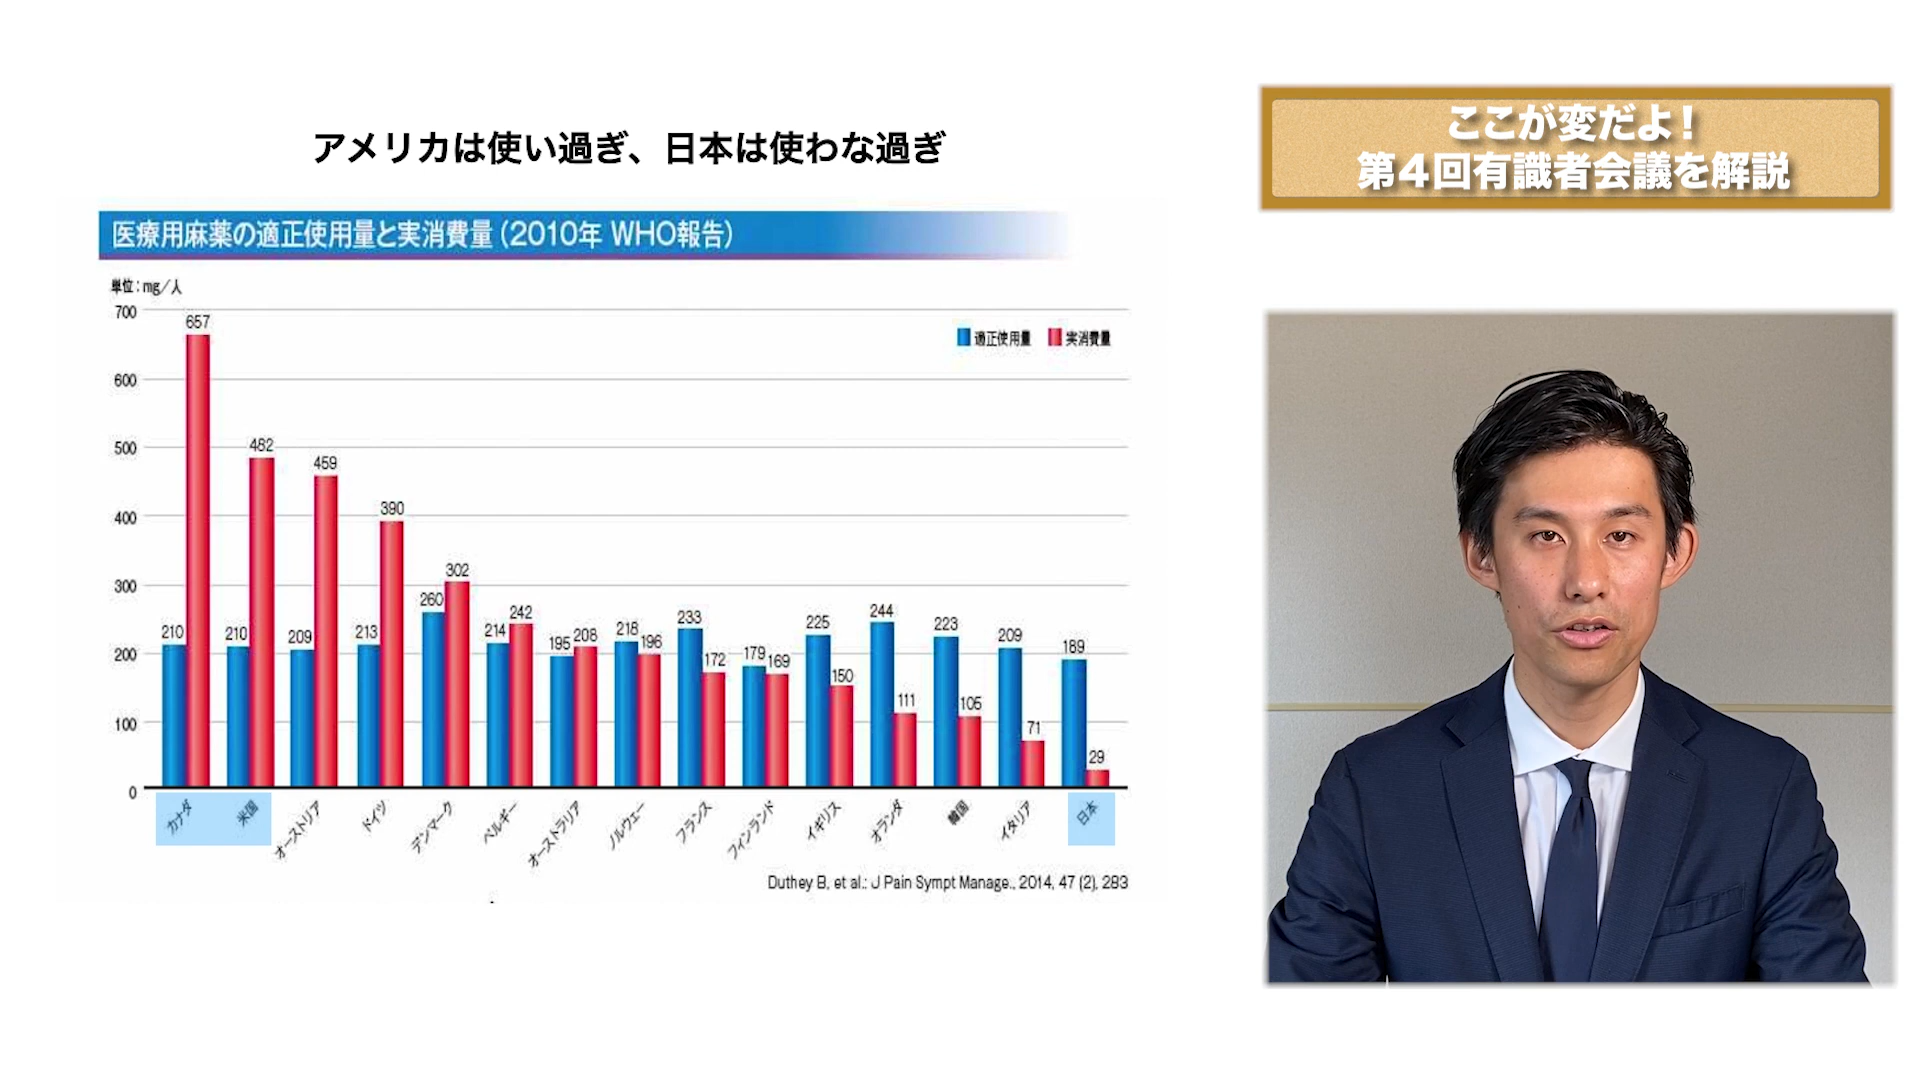 アメリカは使い過ぎ、日本は使わな過ぎ
ここが変だよ!
第4回有識者会議を解説
医療用麻薬の適正使用量と実消費量(2010年 WHO報告)
単位:mg/人
適正使用量 実消費量
700
600
500
400
300
200
100
0
210 657
210 482
209 459
213 390
260 302
214 242
195 208
218 196
233 172
179 169
225 150
244 111
223 105
209 71
189 29
カナダ
米国
オーストリア
ドイツ
デンマーク
ベルギー
オーストラリア
ノルウェー
フランス
フィンランド
イギリス
オランダ
韓国
イタリア
日本
Duthey B, et al.: J Pain Sympt Manage., 2014, 47 (2), 283